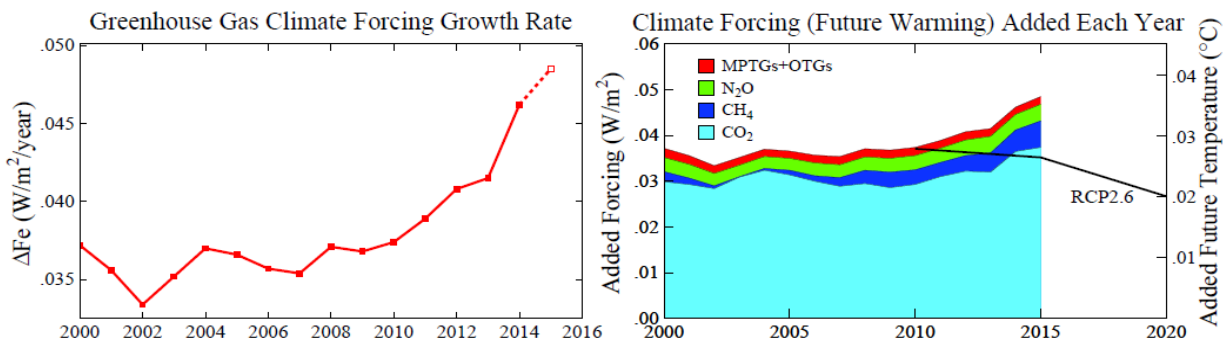 Greenhouse Gas Climate Forcing Growth Rate
.050
.045
.040
.035
ΔFe (W/m²/year)
2000 2002 2004 2006 2008 2010 2012 2014 2016
Climate Forcing (Future Warming) Added Each Year
.06
.05
.04
.03
.02
.01
.00
Added Forcing (W/m²)
MPTGs+OTGs
N₂O
CH₄
CO₂
RCP2.6
.04
.03
.02
.01
Added Future Temperature (°C)
2000 2005 2010 2015 2020